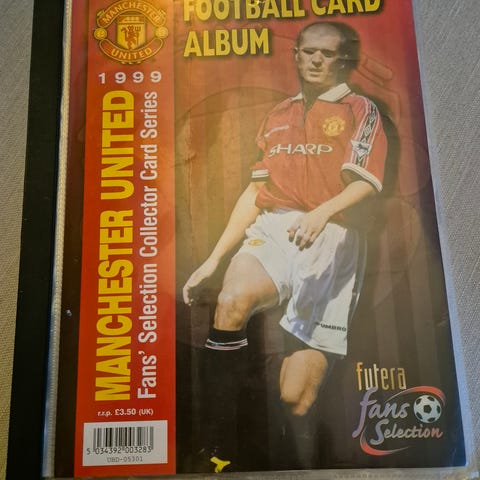 FOOTBALL CARD
ALBUM
MANCHESTER
UNITED
1999
MANCHESTER UNITED
Fans' Selection Collector Card Series
SHARP
UMBRO
r.r.p. £3.50 (UK)
5 034392 003283
UBD-05301
futera
fans
Selection